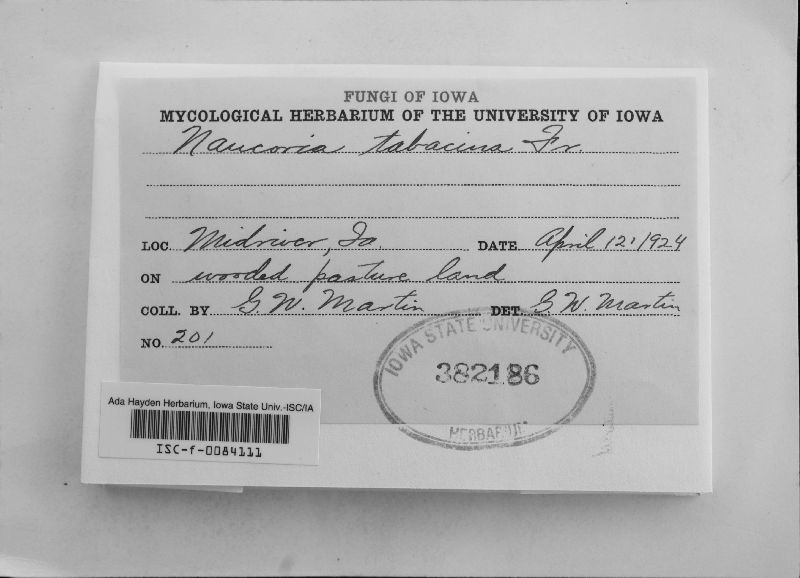 FUNGI OF IOWA
MYCOLOGICAL HERBARIUM OF THE UNIVERSITY OF IOWA
Naucoria tabacina Fr.
LOC. Midriver, Ia. DATE April 12, 1924
ON wooded pasture land
COLL. BY G. W. Martin DET. G. W. Martin
NO. 201
IOWA STATE UNIVERSITY
382186
HERBARIUM
Ada Hayden Herbarium, Iowa State Univ.-ISC/IA
ISC-f-0084111